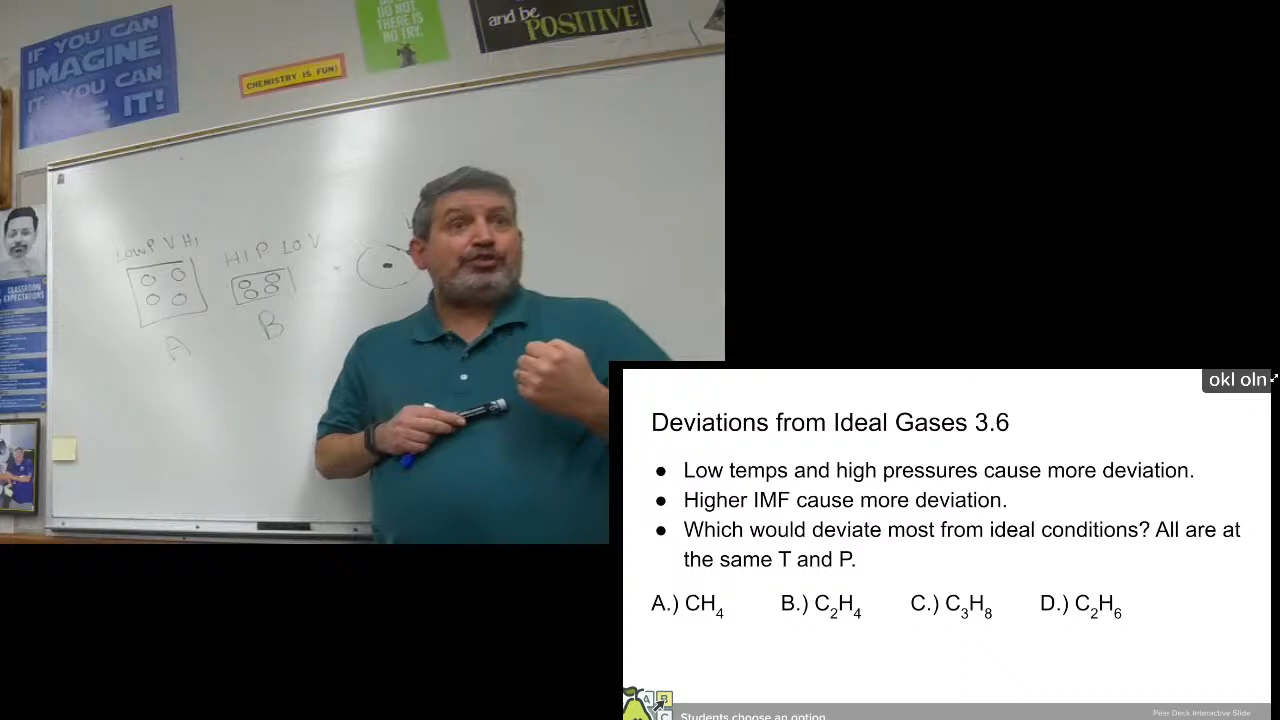 IF YOU CAN
IMAGINE
IT, YOU CAN
IT!
CHEMISTRY IS FUN!
DO NOT.
THERE IS
NO TRY.
and be
POSITIVE
LOW P V HI
HI P LO V
A
B
CLASSROOM
EXPECTATIONS
okl oln
Deviations from Ideal Gases 3.6
● Low temps and high pressures cause more deviation.
● Higher IMF cause more deviation.
● Which would deviate most from ideal conditions? All are at
the same T and P.
A.) CH4 B.) C2H4 C.) C3H8 D.) C2H6
A B
C
Students choose an option
Pear Deck Interactive Slide